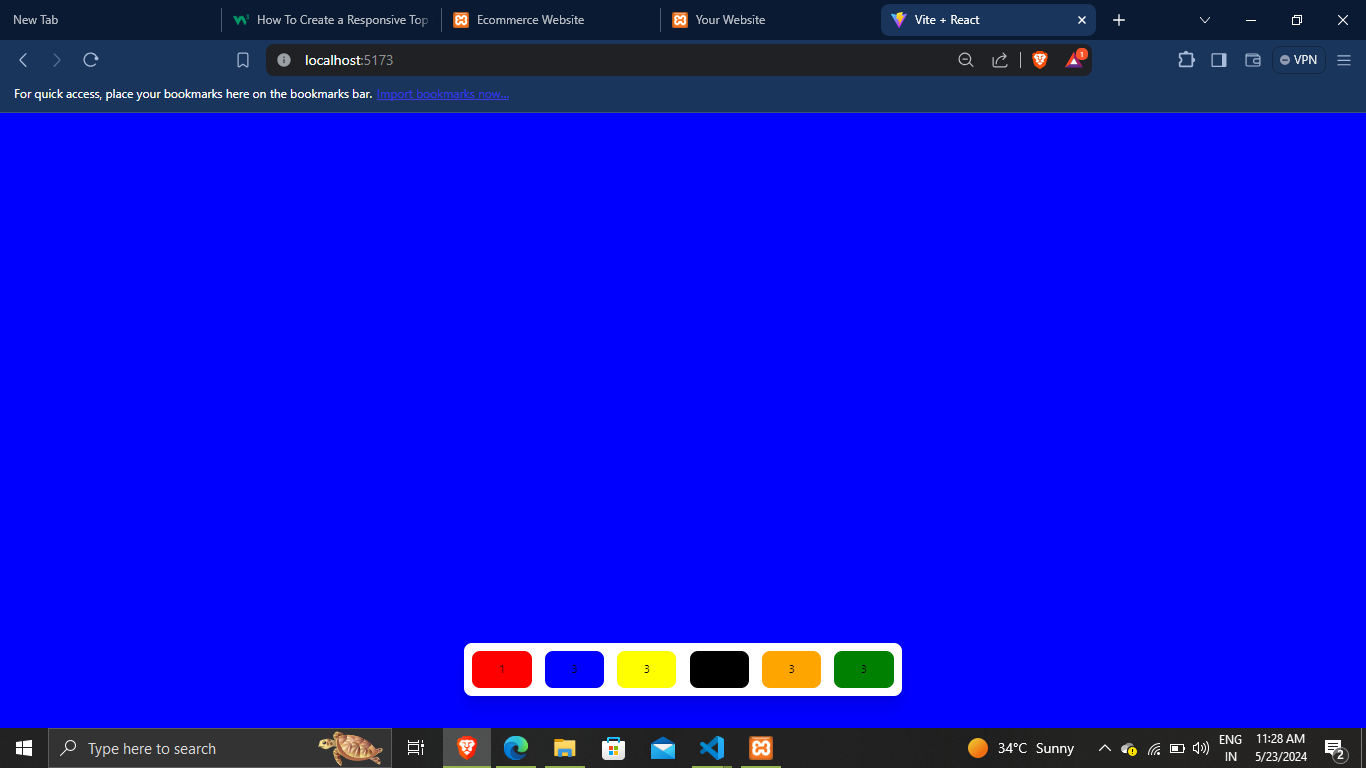 New Tab
How To Create a Responsive Top
Ecommerce Website
Your Website
Vite + React
localhost:5173
1
VPN
For quick access, place your bookmarks here on the bookmarks bar. Import bookmarks now...
1 3 3 3 3
Type here to search
34°C Sunny
ENG
IN
11:28 AM
5/23/2024
2